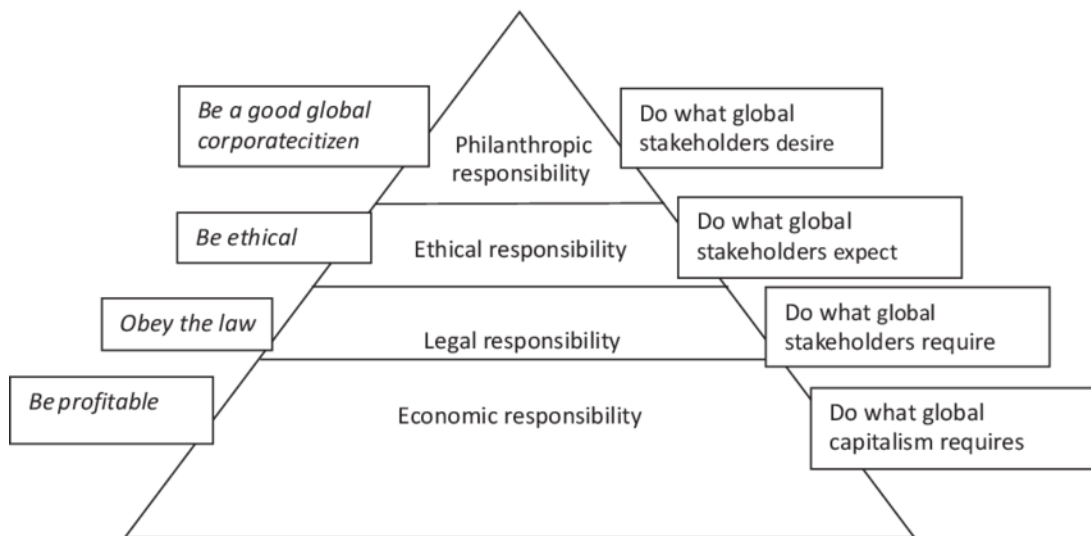 Be a good global
corporatecitizen
Philanthropic
responsibility
Do what global
stakeholders desire
Be ethical
Ethical responsibility
Do what global
stakeholders expect
Obey the law
Legal responsibility
Do what global
stakeholders require
Be profitable
Economic responsibility
Do what global
capitalism requires